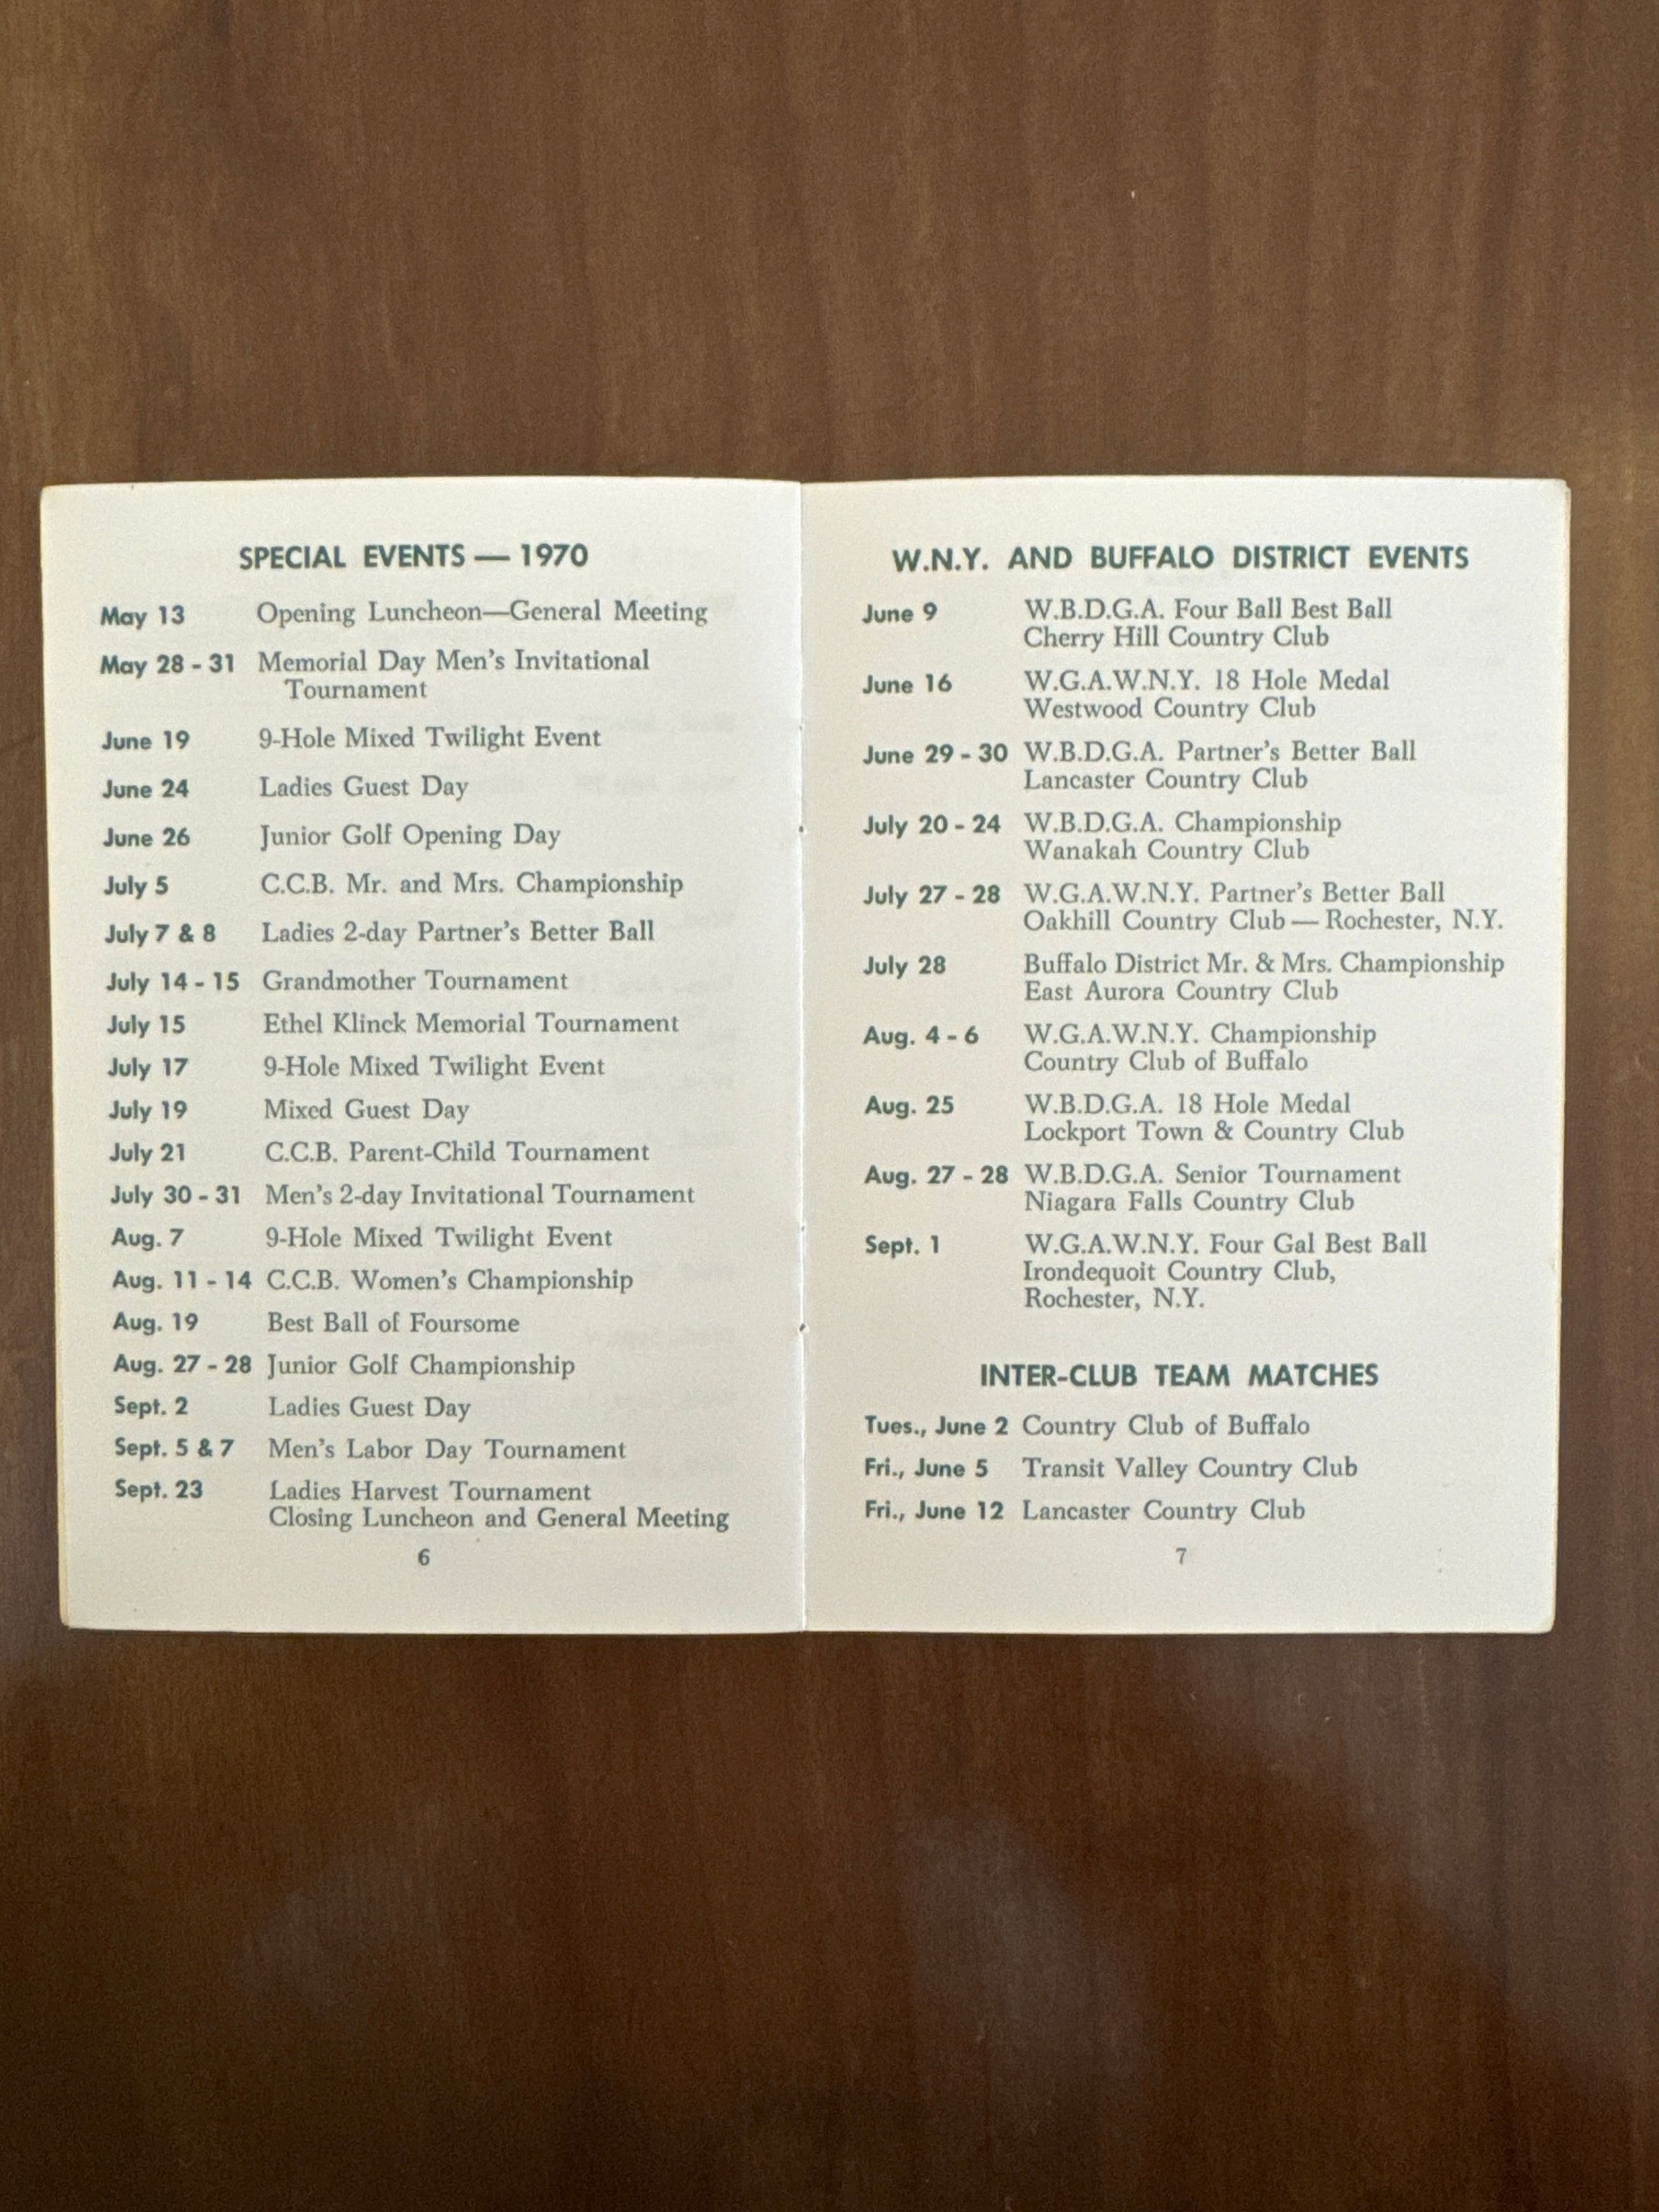 SPECIAL EVENTS — 1970
May 13 Opening Luncheon—General Meeting
May 28 - 31 Memorial Day Men's Invitational
Tournament
June 19 9-Hole Mixed Twilight Event
June 24 Ladies Guest Day
June 26 Junior Golf Opening Day
July 5 C.C.B. Mr. and Mrs. Championship
July 7 & 8 Ladies 2-day Partner's Better Ball
July 14 - 15 Grandmother Tournament
July 15 Ethel Klinck Memorial Tournament
July 17 9-Hole Mixed Twilight Event
July 19 Mixed Guest Day
July 21 C.C.B. Parent-Child Tournament
July 30 - 31 Men's 2-day Invitational Tournament
Aug. 7 9-Hole Mixed Twilight Event
Aug. 11 - 14 C.C.B. Women's Championship
Aug. 19 Best Ball of Foursome
Aug. 27 - 28 Junior Golf Championship
Sept. 2 Ladies Guest Day
Sept. 5 & 7 Men's Labor Day Tournament
Sept. 23 Ladies Harvest Tournament
Closing Luncheon and General Meeting
6
W.N.Y. AND BUFFALO DISTRICT EVENTS
June 9 W.B.D.G.A. Four Ball Best Ball
Cherry Hill Country Club
June 16 W.G.A.W.N.Y. 18 Hole Medal
Westwood Country Club
June 29 - 30 W.B.D.G.A. Partner's Better Ball
Lancaster Country Club
July 20 - 24 W.B.D.G.A. Championship
Wanakah Country Club
July 27 - 28 W.G.A.W.N.Y. Partner's Better Ball
Oakhill Country Club — Rochester, N.Y.
July 28 Buffalo District Mr. & Mrs. Championship
East Aurora Country Club
Aug. 4 - 6 W.G.A.W.N.Y. Championship
Country Club of Buffalo
Aug. 25 W.B.D.G.A. 18 Hole Medal
Lockport Town & Country Club
Aug. 27 - 28 W.B.D.G.A. Senior Tournament
Niagara Falls Country Club
Sept. 1 W.G.A.W.N.Y. Four Gal Best Ball
Irondequoit Country Club,
Rochester, N.Y.
INTER-CLUB TEAM MATCHES
Tues., June 2 Country Club of Buffalo
Fri., June 5 Transit Valley Country Club
Fri., June 12 Lancaster Country Club
7